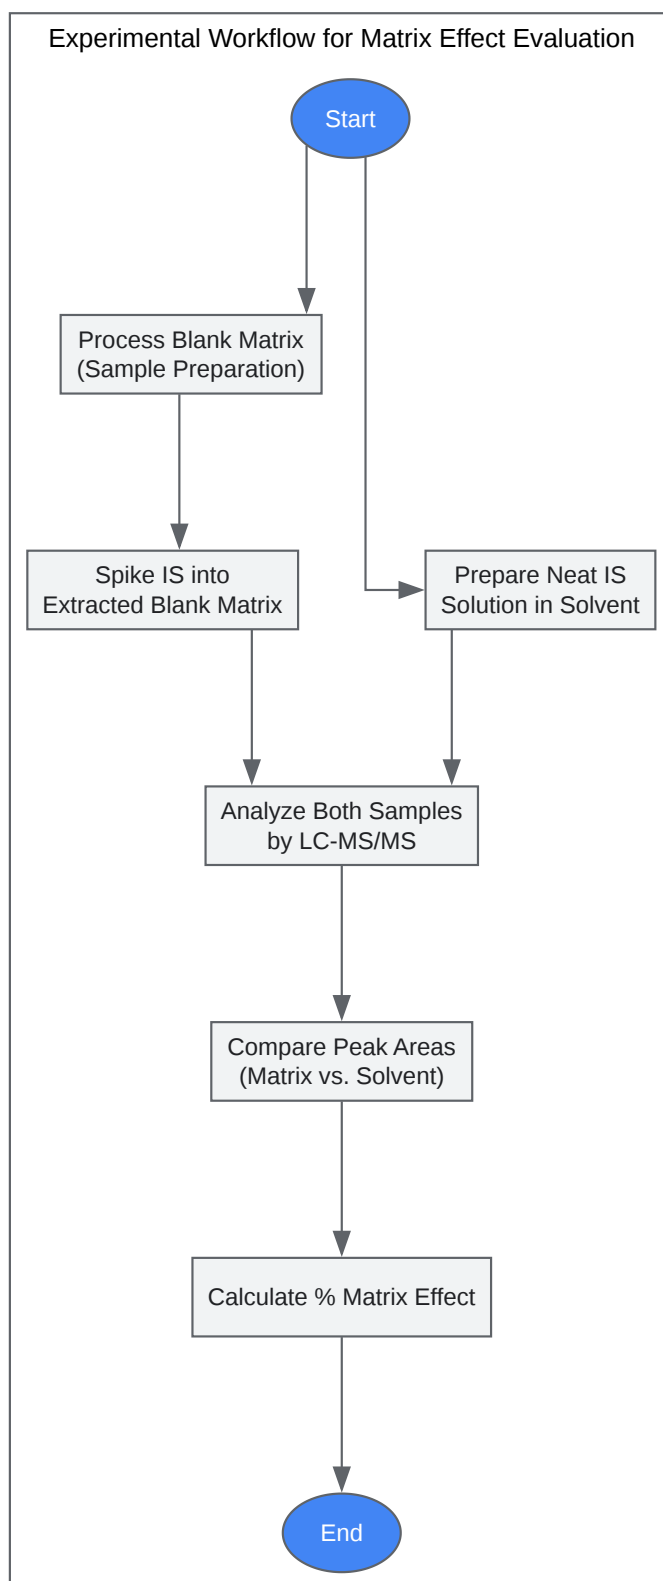 Experimental Workflow for Matrix Effect Evaluation
Start
Process Blank Matrix
(Sample Preparation)
Spike IS into
Extracted Blank Matrix
Prepare Neat IS
Solution in Solvent
Analyze Both Samples
by LC-MS/MS
Compare Peak Areas
(Matrix vs. Solvent)
Calculate % Matrix Effect
End